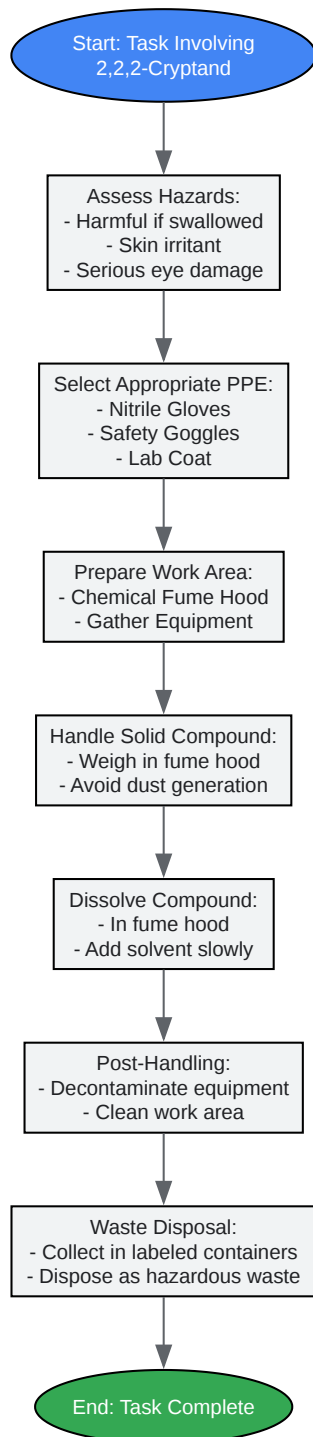 Start: Task Involving
2,2,2-Cryptand
Assess Hazards:
- Harmful if swallowed
- Skin irritant
- Serious eye damage
Select Appropriate PPE:
- Nitrile Gloves
- Safety Goggles
- Lab Coat
Prepare Work Area:
- Chemical Fume Hood
- Gather Equipment
Handle Solid Compound:
- Weigh in fume hood
- Avoid dust generation
Dissolve Compound:
- In fume hood
- Add solvent slowly
Post-Handling:
- Decontaminate equipment
- Clean work area
Waste Disposal:
- Collect in labeled containers
- Dispose as hazardous waste
End: Task Complete